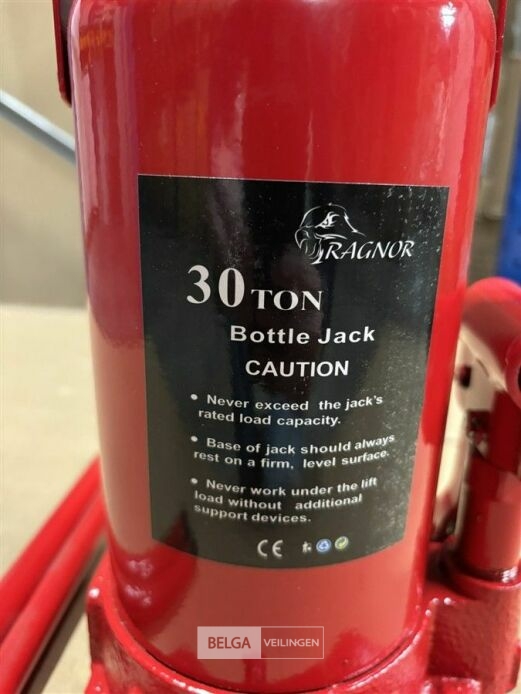 RAGNOR
30 TON
Bottle Jack
CAUTION
• Never exceed the jack's
rated load capacity.
• Base of jack should always
rest on a firm, level surface.
• Never work under the lift
load without additional
support devices.
CE
BELGA VEILINGEN